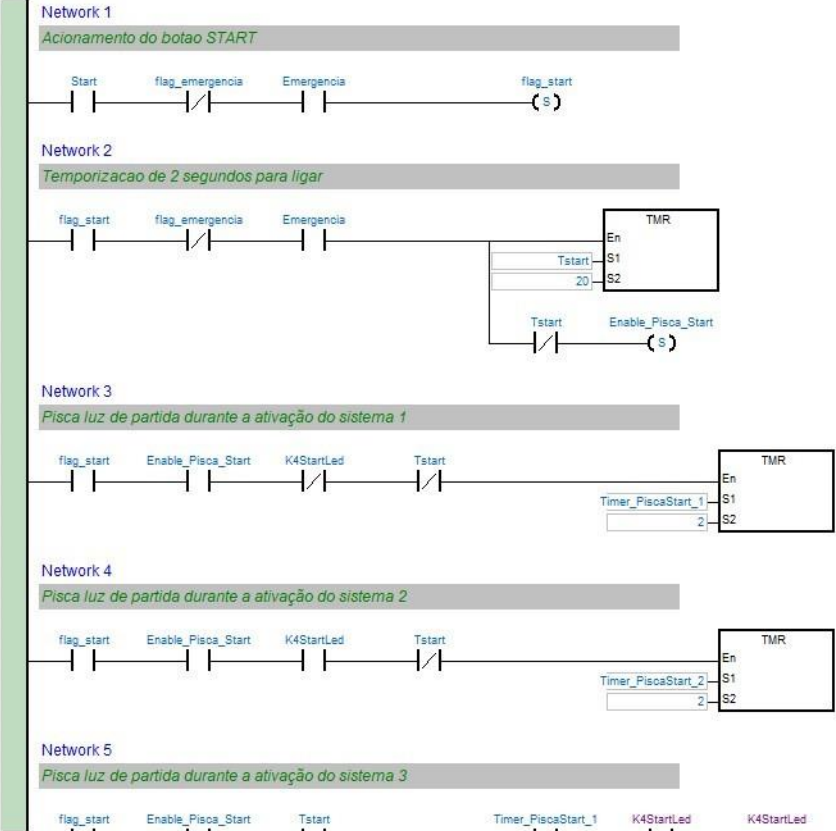 Network 1
Acionamento do botao START
Start flag_emergencia Emergencia flag_start
S
Network 2
Temporizacao de 2 segundos para ligar
flag_start flag_emergencia Emergencia TMR
En
Tstart S1
20 S2
Tstart Enable_Pisca_Start
S
Network 3
Pisca luz de partida durante a ativação do sistema 1
flag_start Enable_Pisca_Start K4StartLed Tstart TMR
En
Timer_PiscaStart_1 S1
2 S2
Network 4
Pisca luz de partida durante a ativação do sistema 2
flag_start Enable_Pisca_Start K4StartLed Tstart TMR
En
Timer_PiscaStart_2 S1
2 S2
Network 5
Pisca luz de partida durante a ativação do sistema 3
flag_start Enable_Pisca_Start Tstart Timer_PiscaStart_1 K4StartLed K4StartLed